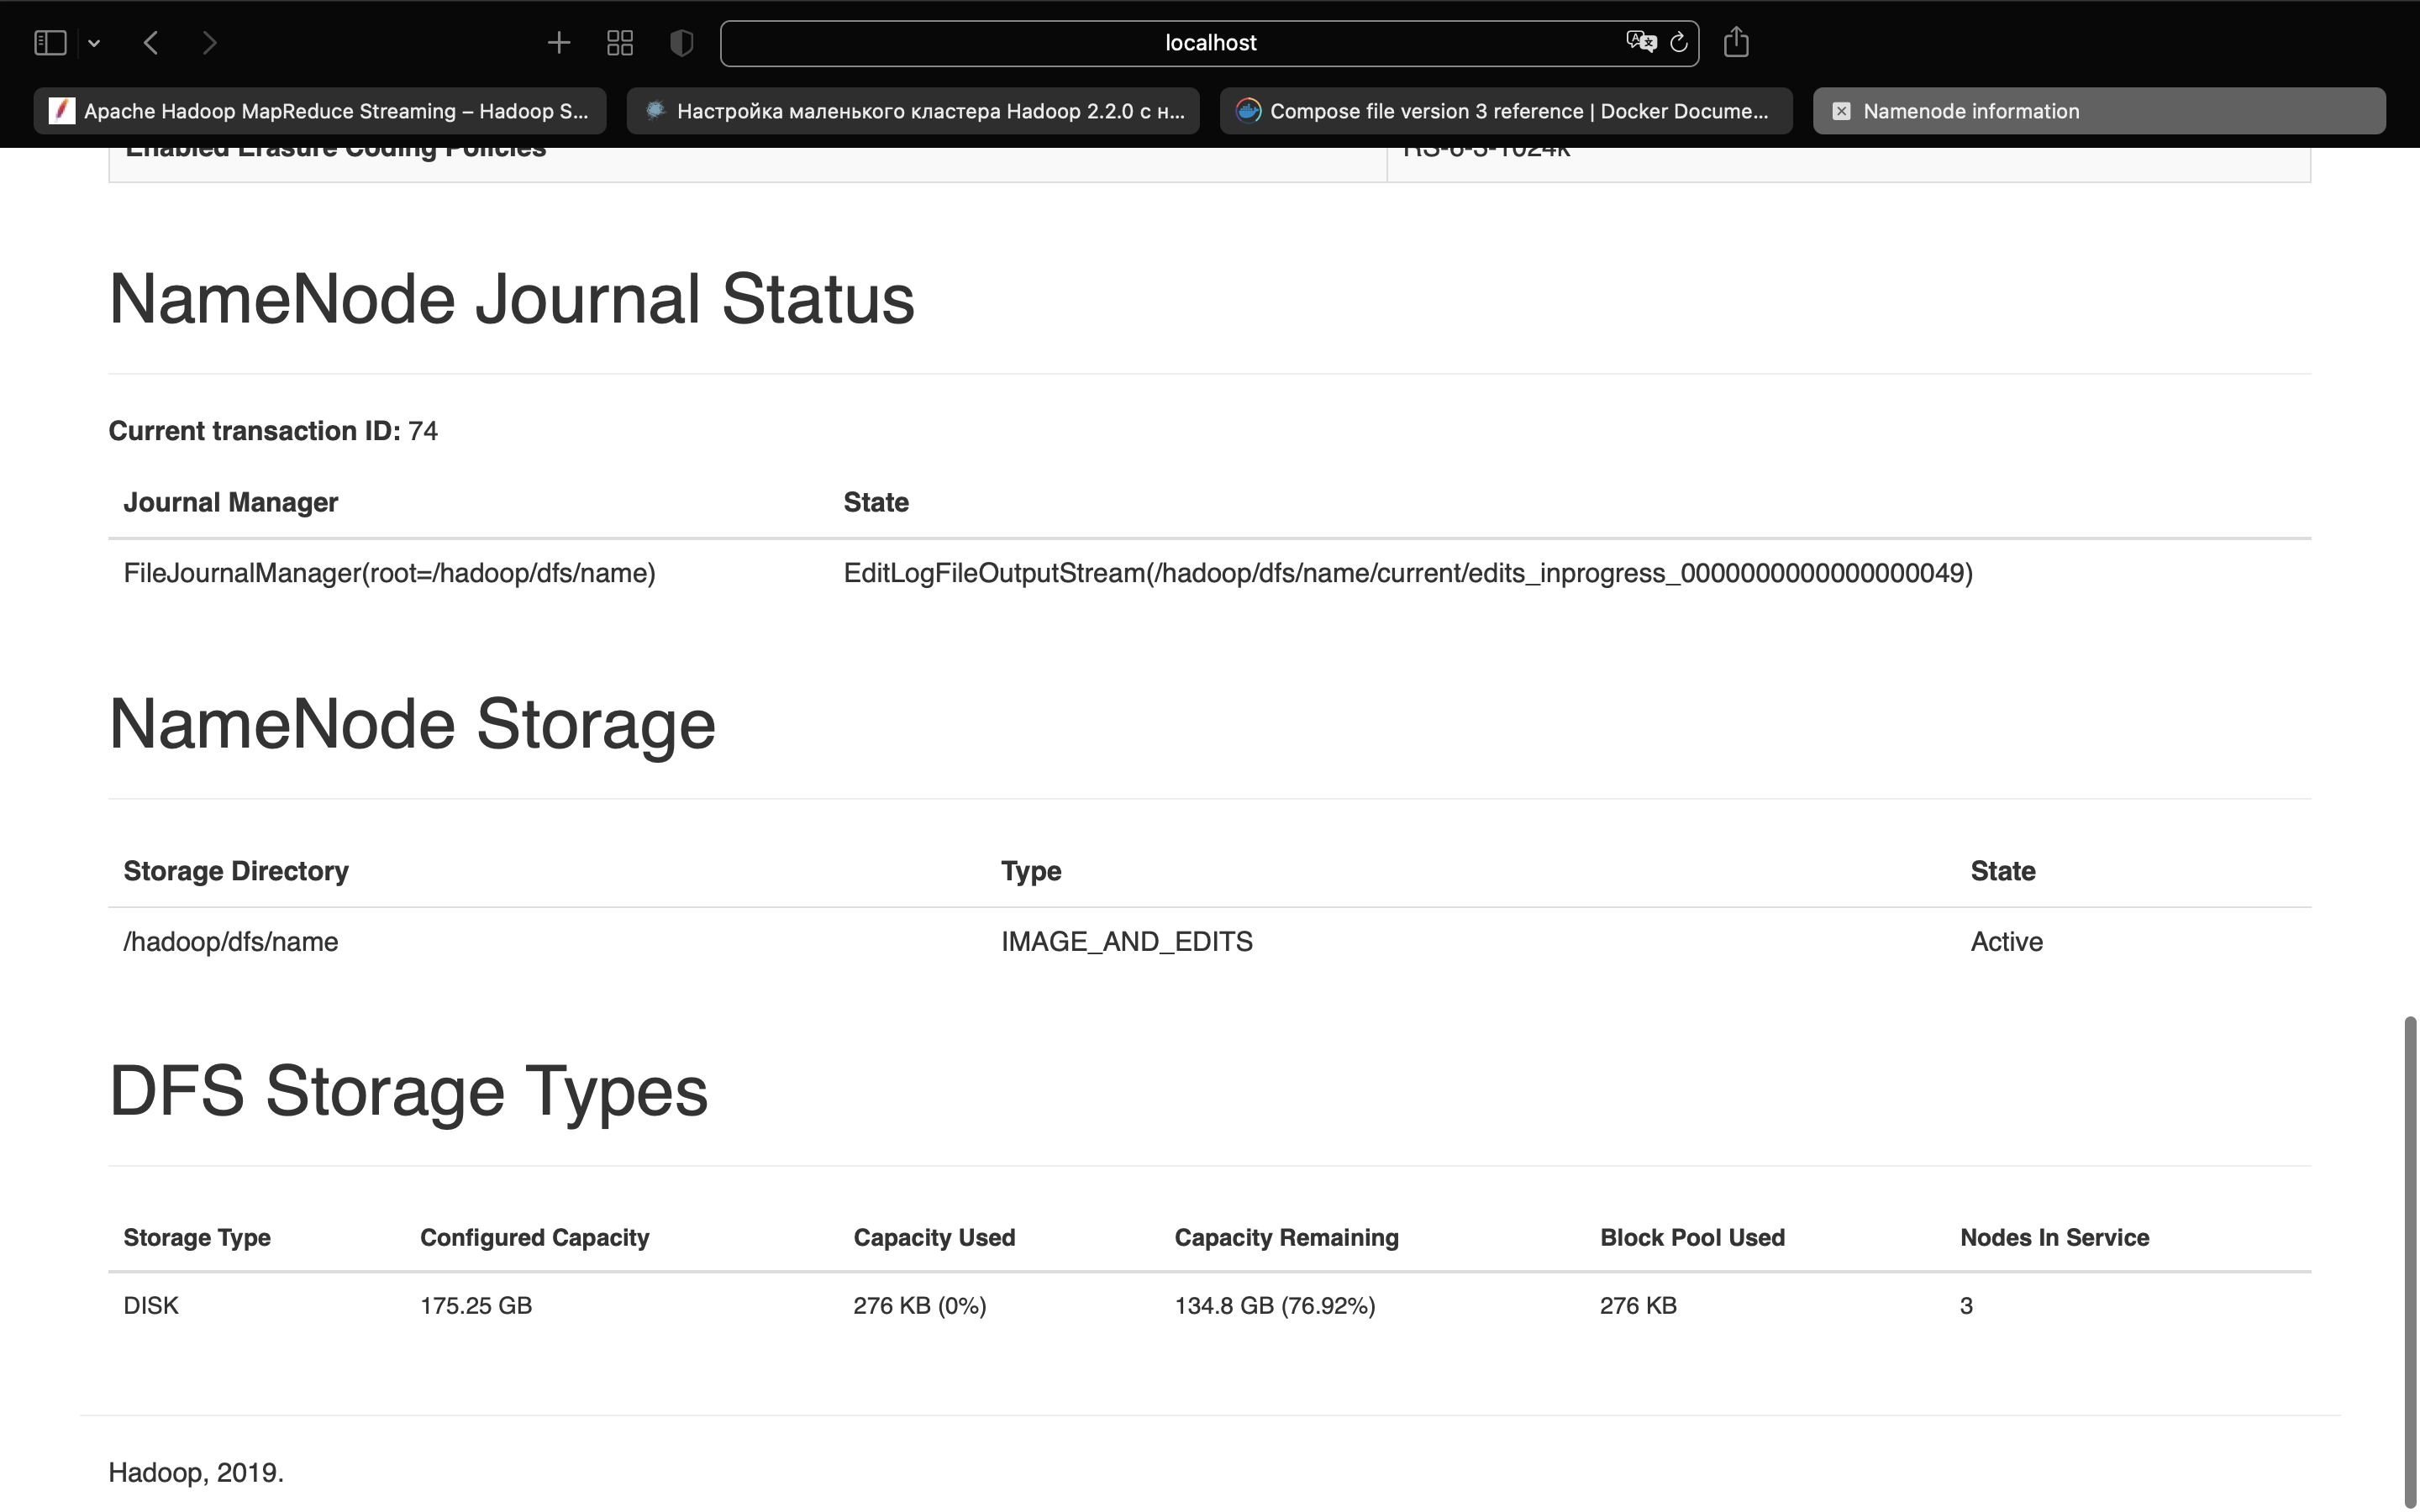 localhost
Apache Hadoop MapReduce Streaming – Hadoop S...
Настройка маленького кластера Hadoop 2.2.0 с н...
Compose file version 3 reference | Docker Docume...
Namenode information
Enabled Erasure Coding Policies RS-6-3-1024k
NameNode Journal Status
Current transaction ID: 74
Journal Manager State
FileJournalManager(root=/hadoop/dfs/name) EditLogFileOutputStream(/hadoop/dfs/name/current/edits_inprogress_0000000000000000049)
NameNode Storage
Storage Directory Type State
/hadoop/dfs/name IMAGE_AND_EDITS Active
DFS Storage Types
Storage Type Configured Capacity Capacity Used Capacity Remaining Block Pool Used Nodes In Service
DISK 175.25 GB 276 KB (0%) 134.8 GB (76.92%) 276 KB 3
Hadoop, 2019.